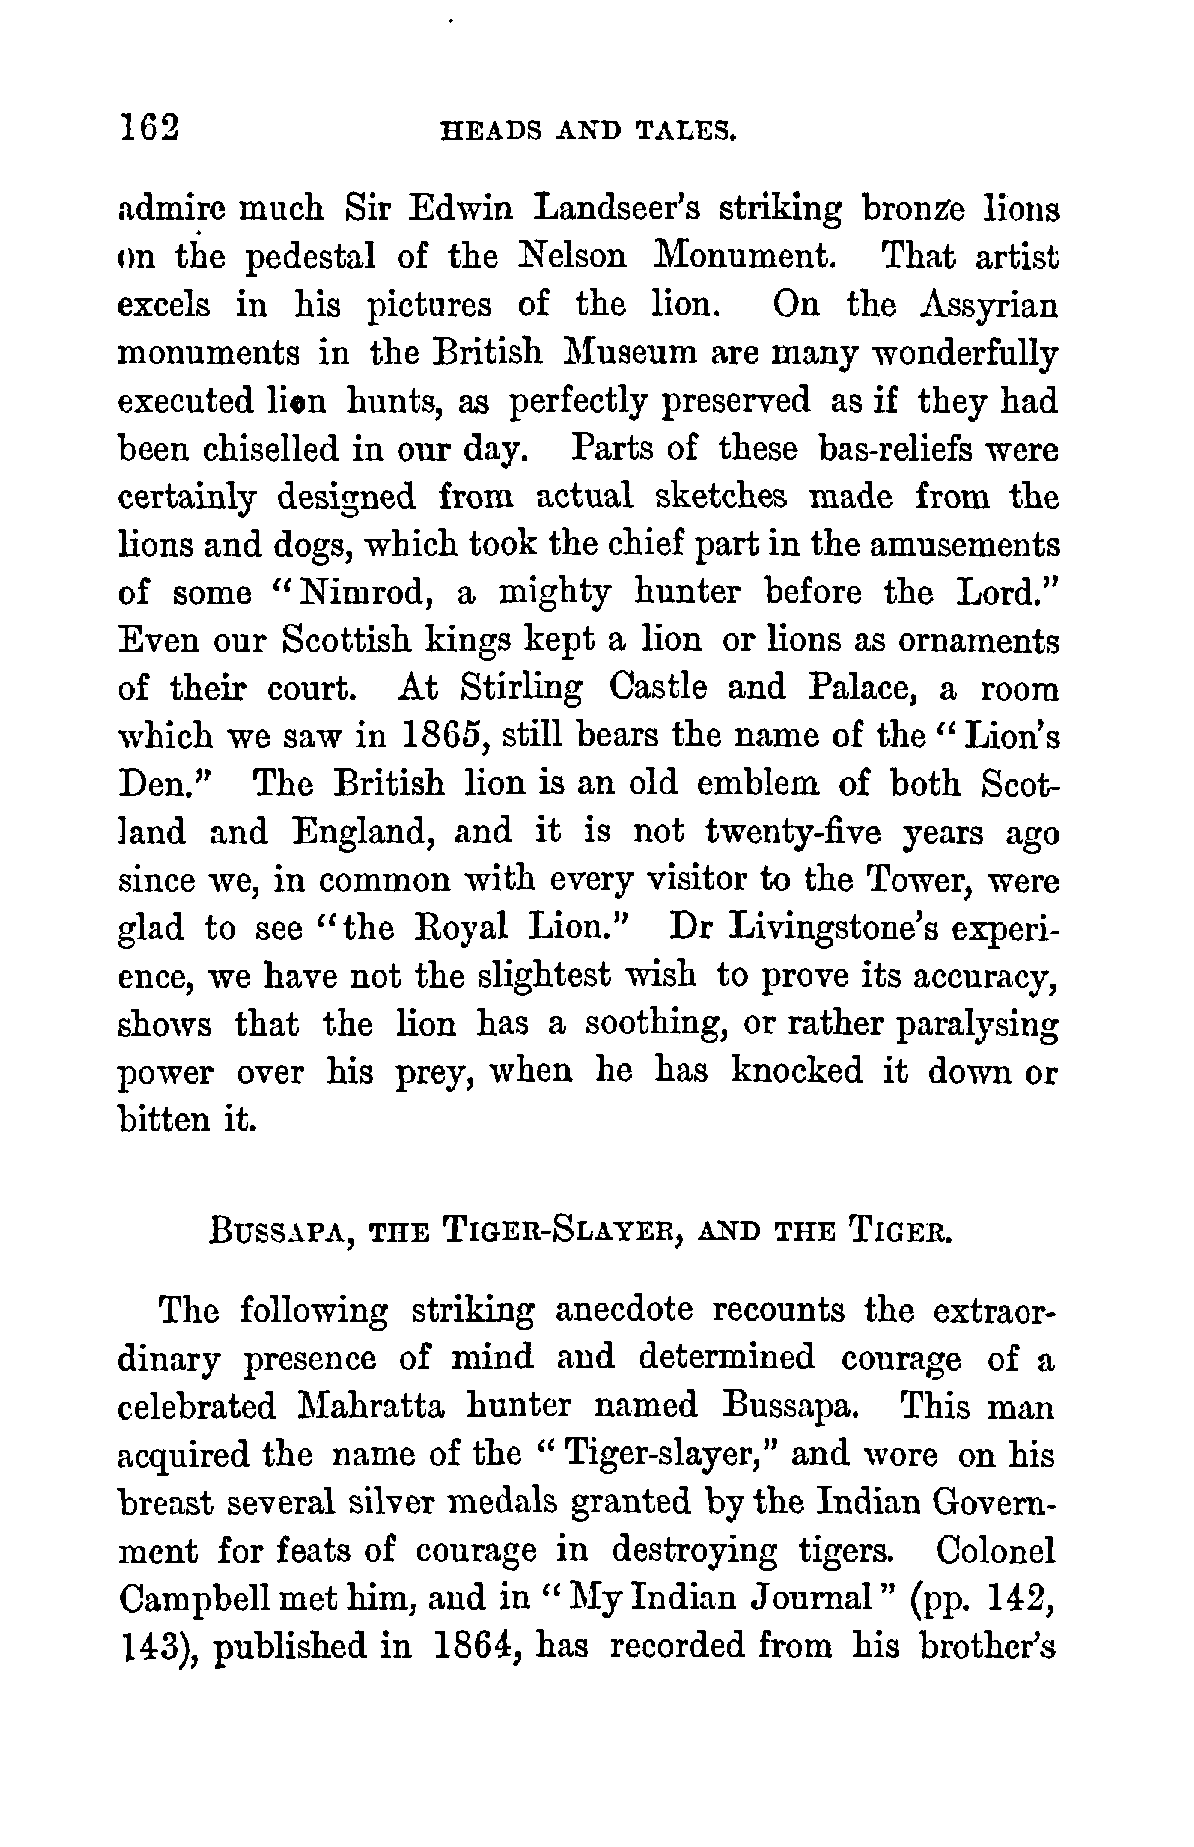 162 HEADS AND TALES.
admire much Sir Edwin Landseer's striking bronze lions
on the pedestal of the Nelson Monument. That artist
excels in his pictures of the lion. On the Assyrian
monuments in the British Museum are many wonderfully
executed lion hunts, as perfectly preserved as if they had
been chiselled in our day. Parts of these bas-reliefs were
certainly designed from actual sketches made from the
lions and dogs, which took the chief part in the amusements
of some "Nimrod, a mighty hunter before the Lord."
Even our Scottish kings kept a lion or lions as ornaments
of their court. At Stirling Castle and Palace, a room
which we saw in 1865, still bears the name of the "Lion's
Den." The British lion is an old emblem of both Scot-
land and England, and it is not twenty-five years ago
since we, in common with every visitor to the Tower, were
glad to see "the Royal Lion." Dr Livingstone's experi-
ence, we have not the slightest wish to prove its accuracy,
shows that the lion has a soothing, or rather paralysing
power over his prey, when he has knocked it down or
bitten it.
BUSSAPA, THE TIGER-SLAYER, AND THE TIGER.
The following striking anecdote recounts the extraor-
dinary presence of mind and determined courage of a
celebrated Mahratta hunter named Bussapa. This man
acquired the name of the "Tiger-slayer," and wore on his
breast several silver medals granted by the Indian Govern-
ment for feats of courage in destroying tigers. Colonel
Campbell met him, and in "My Indian Journal" (pp. 142,
143), published in 1864, has recorded from his brother's